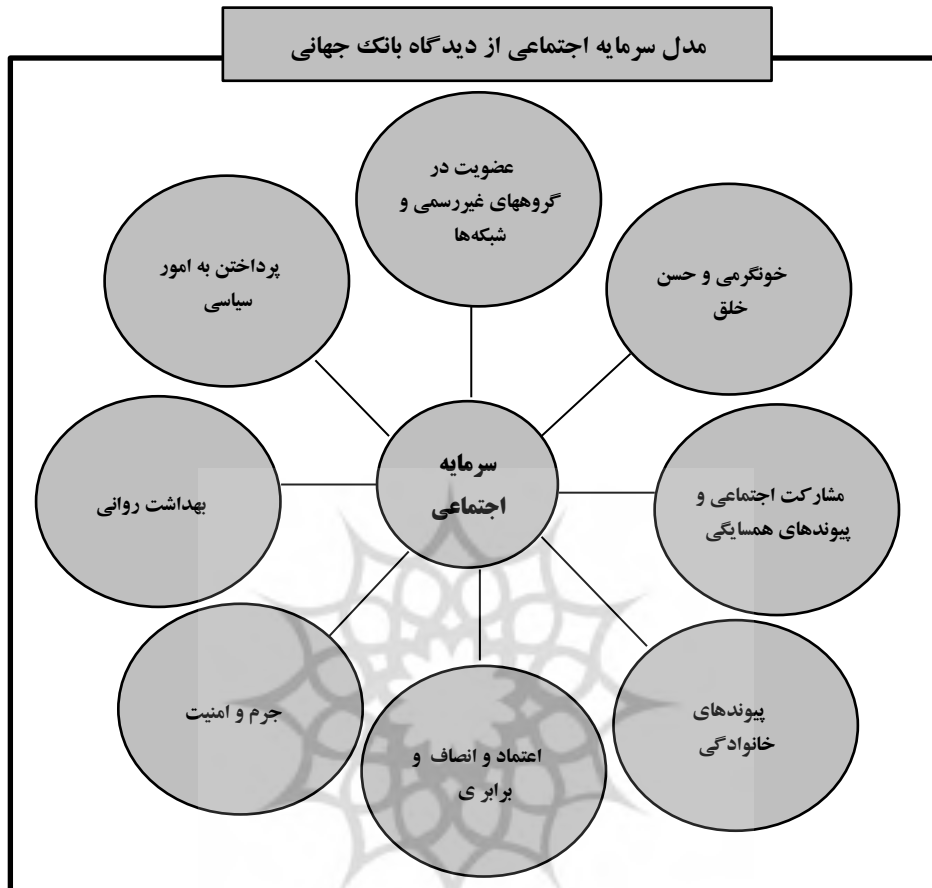 مدل سرمایه اجتماعی از دیدگاه بانک جهانی
عضویت در
گروههای غیررسمی و
شبکه‌ها
خونگرمی و حسن
خلق
مشارکت اجتماعی و
پیوندهای همسایگی
پیوندهای
خانوادگی
اعتماد و انصاف و
برابر ی
جرم و امنیت
بهداشت روانی
پرداختن به امور
سیاسی
سرمایه
اجتماعی